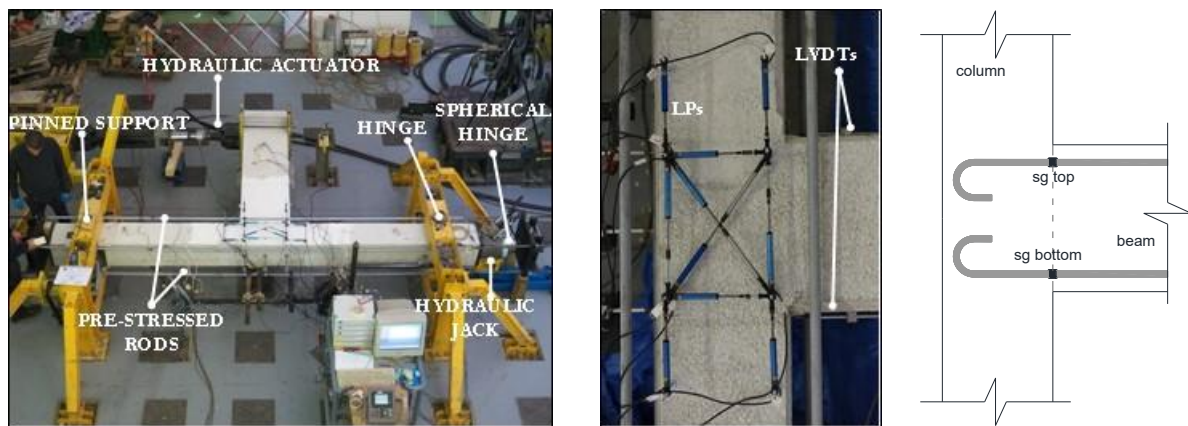 HYDRAULIC ACTUATOR
PINNED SUPPORT
HINGE
SPHERICAL
HINGE
PRE-STRESSED
RODS
HYDRAULIC
JACK
LVDTs
LPs
column
sg top
sg bottom
beam